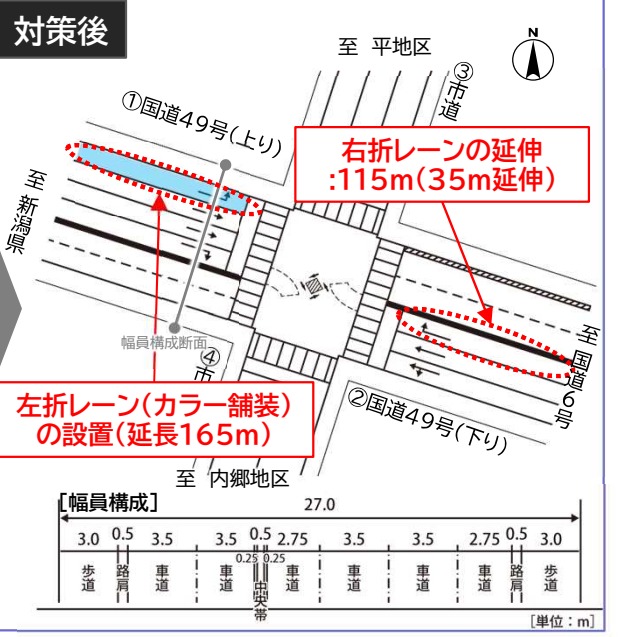 対策後
至 平地区
N
①国道49号(上り)
③市道
右折レーンの延伸
:115m(35m延伸)
至 新潟県
幅員構成断面
④市
至 国道6号
左折レーン(カラー舗装)
の設置(延長165m)
②国道49号(下り)
至 内郷地区
[幅員構成]
27.0
3.0 0.5 3.5 3.5 0.5 2.75 3.5 3.5 2.75 0.5 3.0
0.25 0.25
歩道 路肩 車道 車道 中央帯 車道 車道 車道 車道 路肩 歩道
[単位:m]